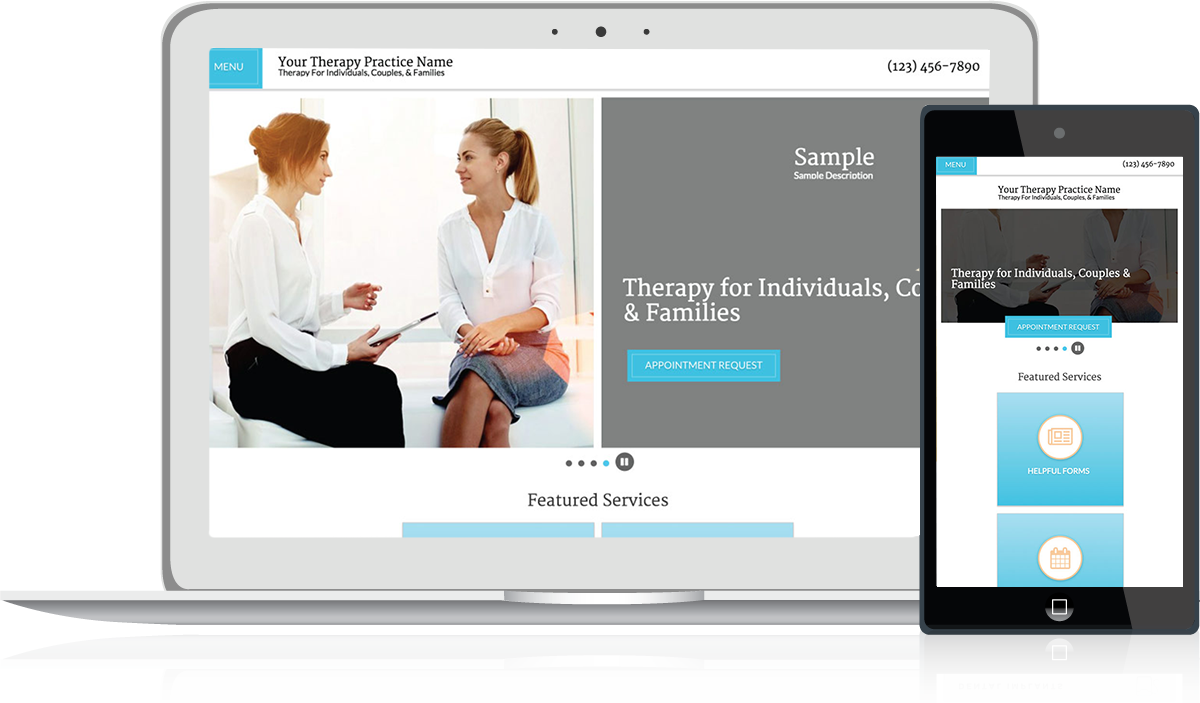 MENU
Your Therapy Practice Name
Therapy For Individuals, Couples, & Families
(123) 456-7890
Sample
Sample Description
Therapy for Individuals, Co
& Families
APPOINTMENT REQUEST
Featured Services
MENU
(123) 456-7890
Your Therapy Practice Name
Therapy For Individuals, Couples, & Families
Therapy for Individuals, Couples &
Families
APPOINTMENT REQUEST
Featured Services
HELPFUL FORMS